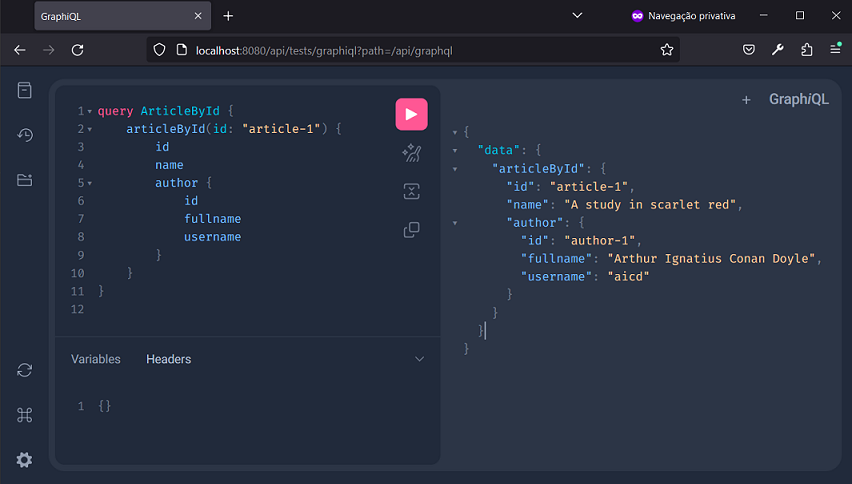 GraphiQL
Navegação privativa
localhost:8080/api/tests/graphiql?path=/api/graphql
1 query ArticleById {
2     articleById(id: "article-1") {
3         id
4         name
5         author {
6             id
7             fullname
8             username
9         }
10     }
11 }
12
Variables Headers
1 {}
+ GraphiQL
{
  "data": {
    "articleById": {
      "id": "article-1",
      "name": "A study in scarlet red",
      "author": {
        "id": "author-1",
        "fullname": "Arthur Ignatius Conan Doyle",
        "username": "aicd"
      }
    }
  }
}